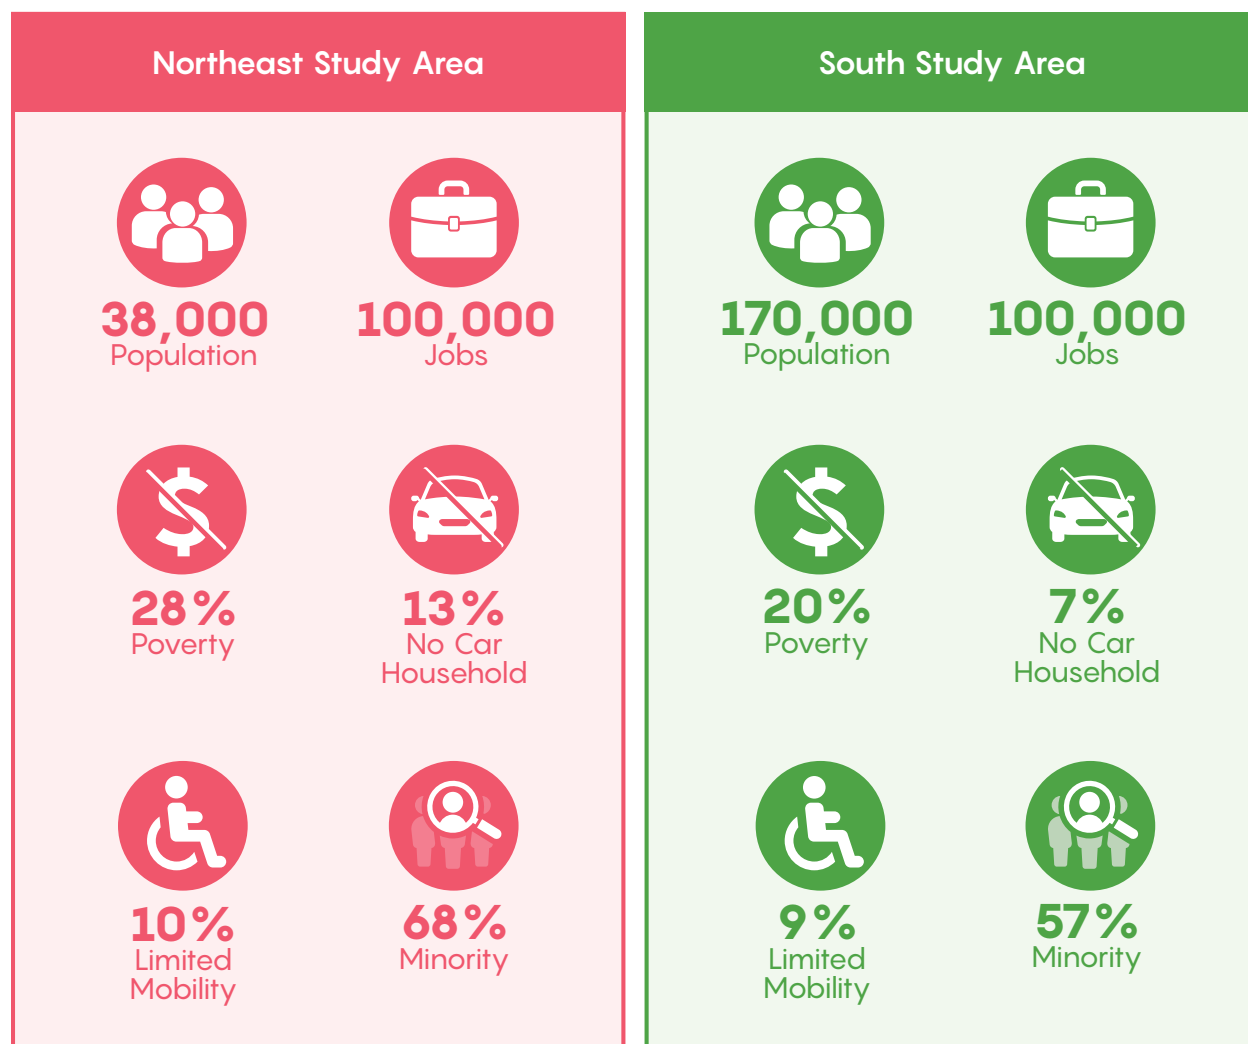 Northeast Study Area
38,000
Population
100,000
Jobs
28%
Poverty
13%
No Car
Household
10%
Limited
Mobility
68%
Minority
South Study Area
170,000
Population
100,000
Jobs
20%
Poverty
7%
No Car
Household
9%
Limited
Mobility
57%
Minority